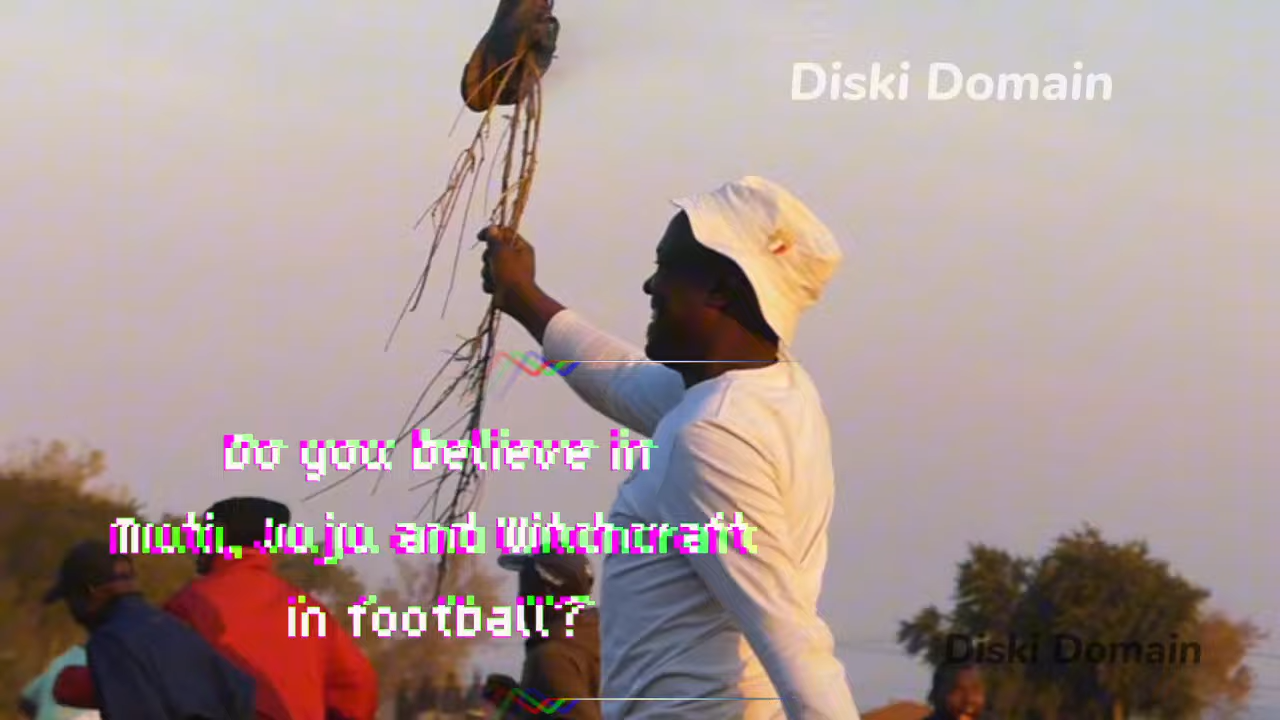 Diski Domain
Do you believe in
Muti, Juju and Witchcraft
in football?
Diski Domain